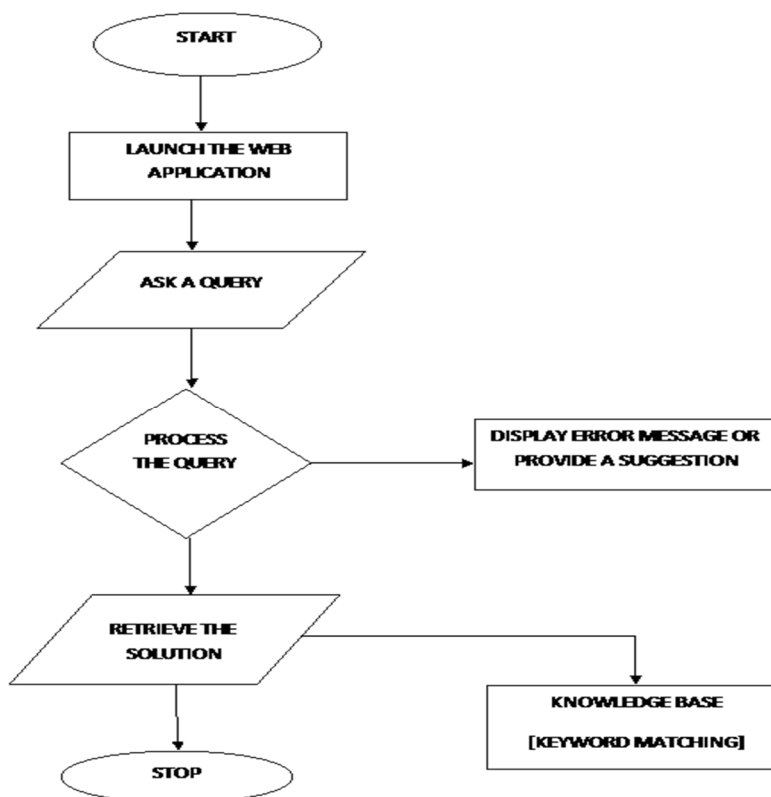 START
LAUNCH THE WEB
APPLICATION
ASK A QUERY
PROCESS
THE QUERY
DISPLAY ERROR MESSAGE OR
PROVIDE A SUGGESTION
RETRIEVE THE
SOLUTION
KNOWLEDGE BASE
[KEYWORD MATCHING]
STOP